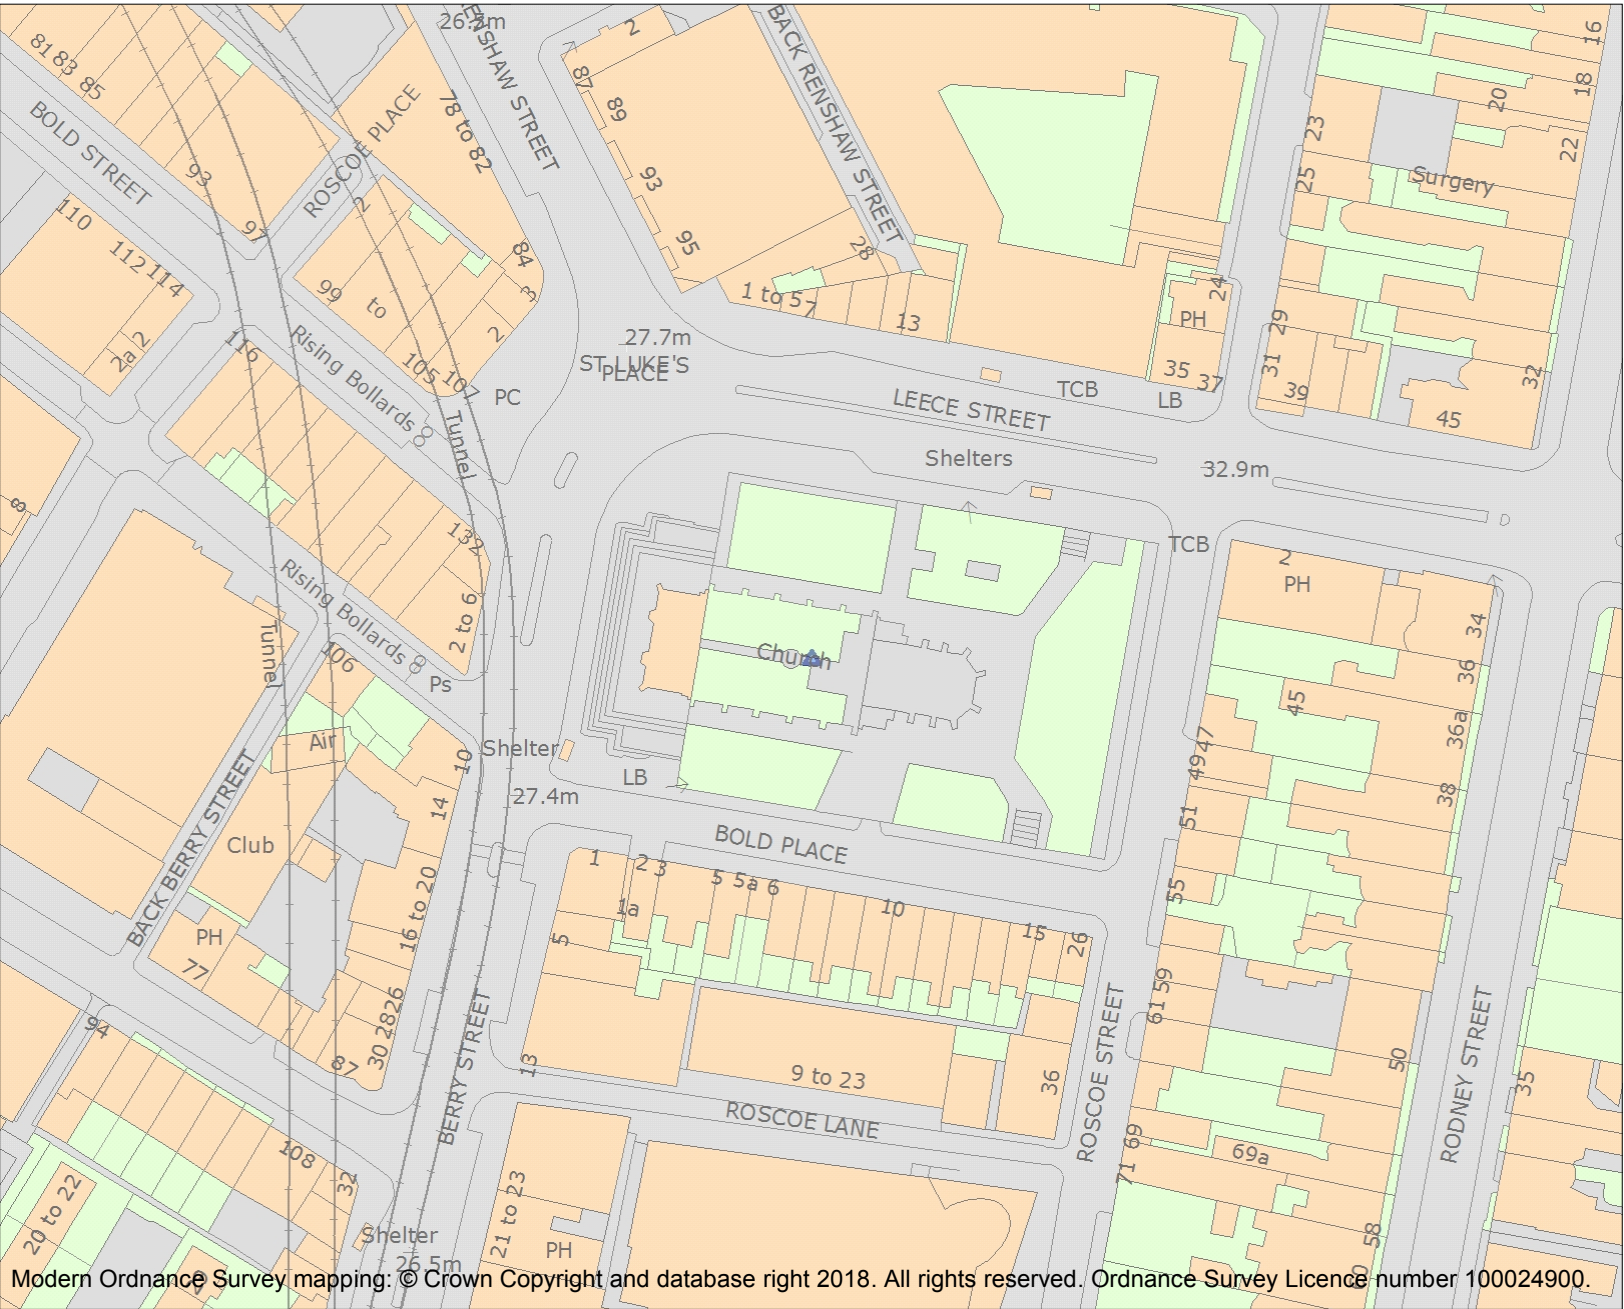 26.5m
2
16
81 83 85
87
18
BACK RENSHAW STREET
ENSHAW STREET
20
89
BOLD STREET
ROSCOE PLACE
78 to 82
23
22
93
93
25
Surgery
2
110
97
95
112 114
84
28
99
3
24
to
1 to 5 7
13
PH
29
2a 2
116
Rising Bollards
2
27.7m
ST LUKE'S
PLACE
31
105 107
PC
35 37
39
32
TCB
LB
45
LEECE STREET
Tunnel
Shelters
32.9m
8
132
TCB
2
PH
Rising Bollards
2 to 6
34
Tunnel
106
Church
36
Ps
45
36a
Air
10
Shelter
4947
LB
27.4m
38
14
51
BACK BERRY STREET
Club
BOLD PLACE
1
2 3
5 5a 6
55
16 to 20
1a
10
PH
5
15
26
77
61 59
2826
30
94
87
BERRY STREET
13
9 to 23
36
50
35
ROSCOE STREET
RODNEY STREET
ROSCOE LANE
71 69
69a
108
32
20 to 22
21 to 23
PH
58
Shelter
26.5m
60
Modern Ordnance Survey mapping: © Crown Copyright and database right 2018. All rights reserved. Ordnance Survey Licence number 100024900.